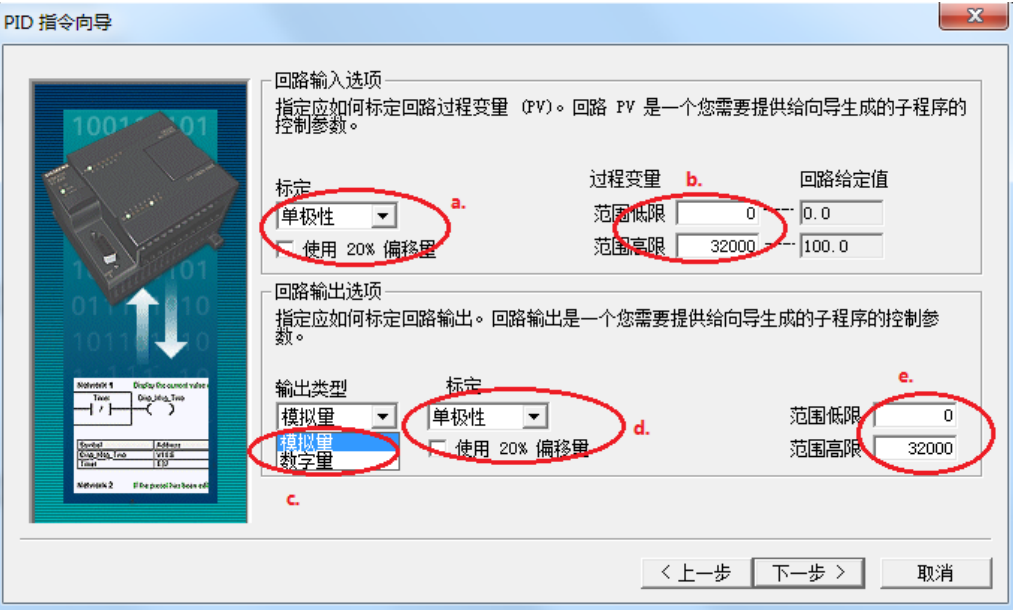 PID 指令向导
回路输入选项
指定应如何标定回路过程变量 (PV)。回路 PV 是一个您需要提供给向导生成的子程序的
控制参数。
标定
过程变量 b. 回路给定值
单极性 a.
范围低限 0 0.0
使用 20% 偏移量
范围高限 32000 100.0
回路输出选项
指定应如何标定回路输出。回路输出是一个您需要提供给向导生成的子程序的控制参
数。
输出类型 标定 e.
模拟量 单极性 范围低限 0
模拟量 使用 20% 偏移量 d. 范围高限 32000
数字量
c.
Network 1
Symbol Address
Network 2
< 上一步 下一步 > 取消